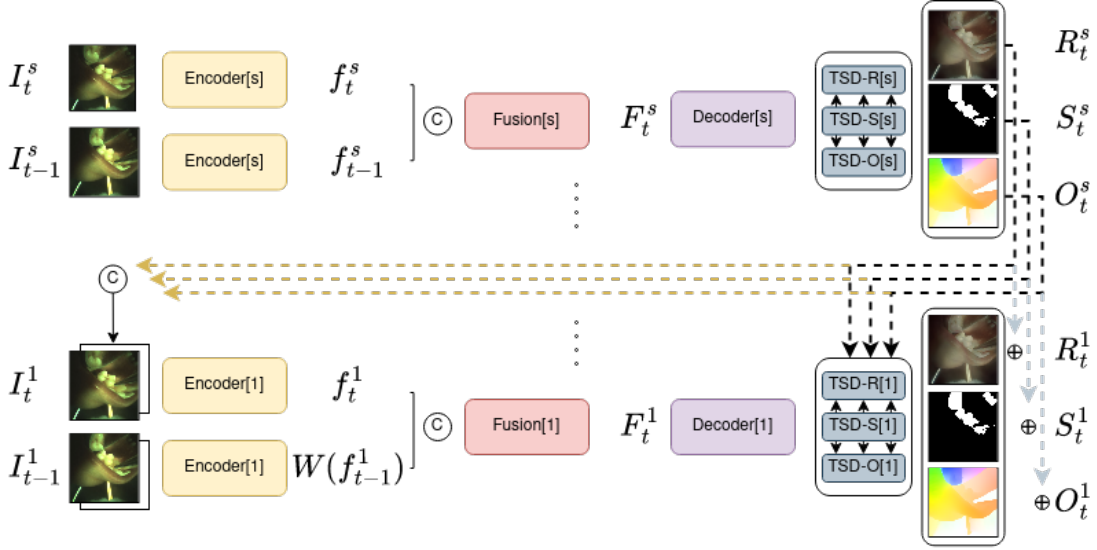 I_t^s Encoder[s] f_t^s
I_{t-1}^s Encoder[s] f_{t-1}^s
C Fusion[s] F_t^s Decoder[s]
TSD-R[s]
TSD-S[s]
TSD-O[s]
R_t^s
S_t^s
O_t^s
C
I_t^1 Encoder[1] f_t^1
I_{t-1}^1 Encoder[1] W(f_{t-1}^1)
C Fusion[1] F_t^1 Decoder[1]
TSD-R[1]
TSD-S[1]
TSD-O[1]
⊕ R_t^1
⊕ S_t^1
⊕ O_t^1